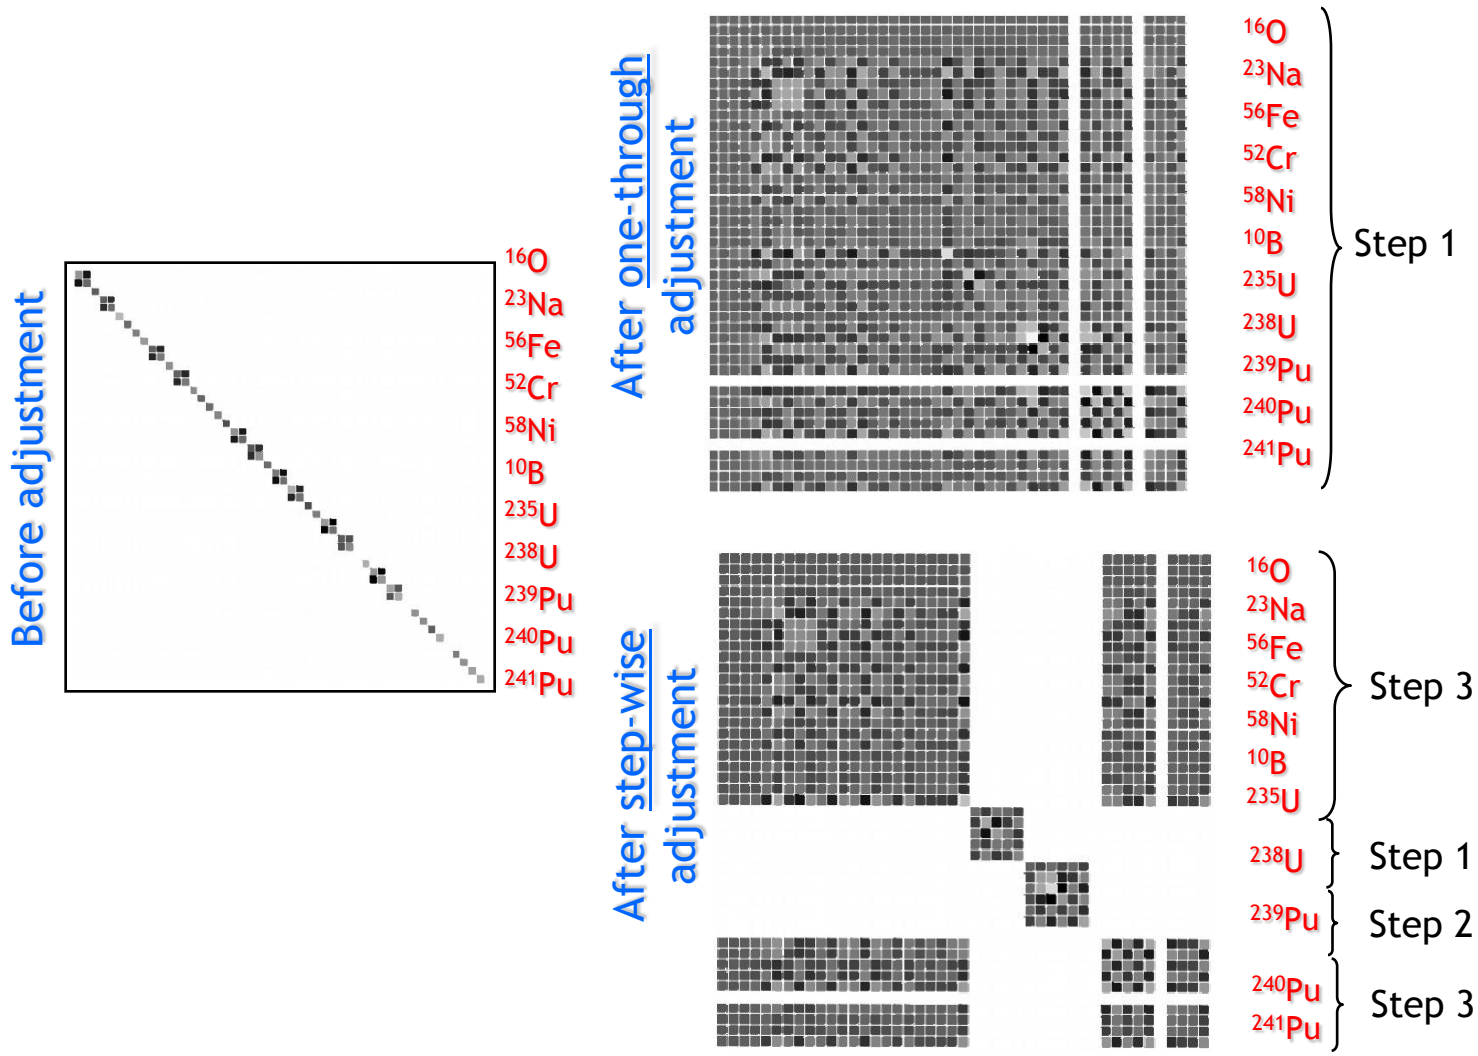 Before adjustment
¹⁶O
²³Na
⁵⁶Fe
⁵²Cr
⁵⁸Ni
¹⁰B
²³⁵U
²³⁸U
²³⁹Pu
²⁴⁰Pu
²⁴¹Pu
After one-through
adjustment
¹⁶O
²³Na
⁵⁶Fe
⁵²Cr
⁵⁸Ni
¹⁰B
²³⁵U
²³⁸U
²³⁹Pu
²⁴⁰Pu
²⁴¹Pu
Step 1
After step-wise
adjustment
¹⁶O
²³Na
⁵⁶Fe
⁵²Cr
⁵⁸Ni
¹⁰B
²³⁵U
Step 3
²³⁸U
Step 1
²³⁹Pu
Step 2
²⁴⁰Pu
²⁴¹Pu
Step 3